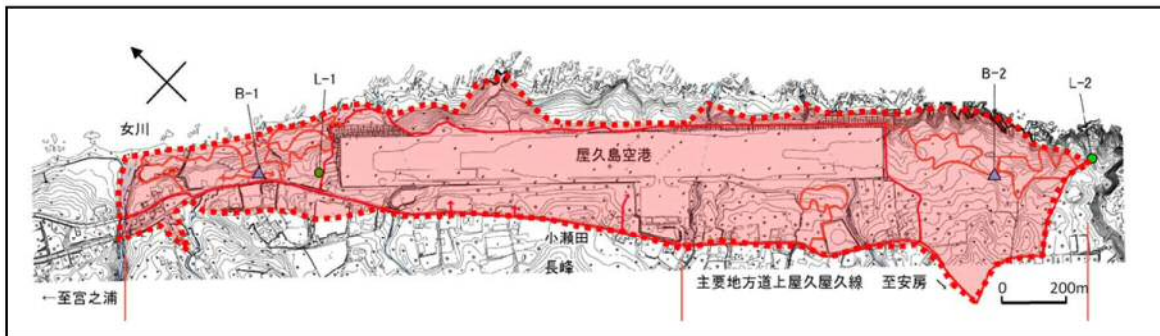 B-1
L-1
B-2
L-2
女川
屋久島空港
小瀬田
長峰
主要地方道上屋久屋久線
至安房
←至宮之浦
0
200m